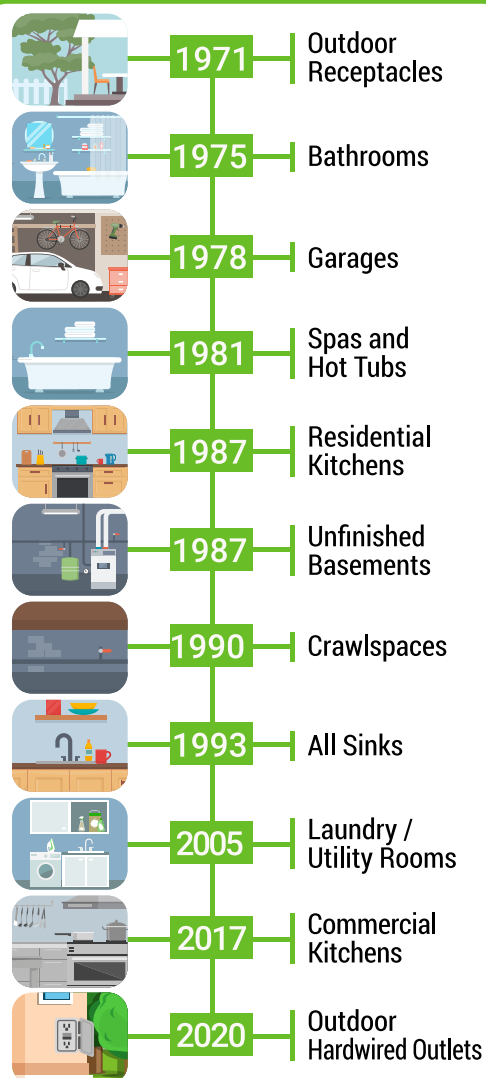 1971
Outdoor
Receptacles
1975
Bathrooms
1978
Garages
1981
Spas and
Hot Tubs
1987
Residential
Kitchens
1987
Unfinished
Basements
1990
Crawlspaces
1993
All Sinks
2005
Laundry /
Utility Rooms
2017
Commercial
Kitchens
2020
Outdoor
Hardwired Outlets